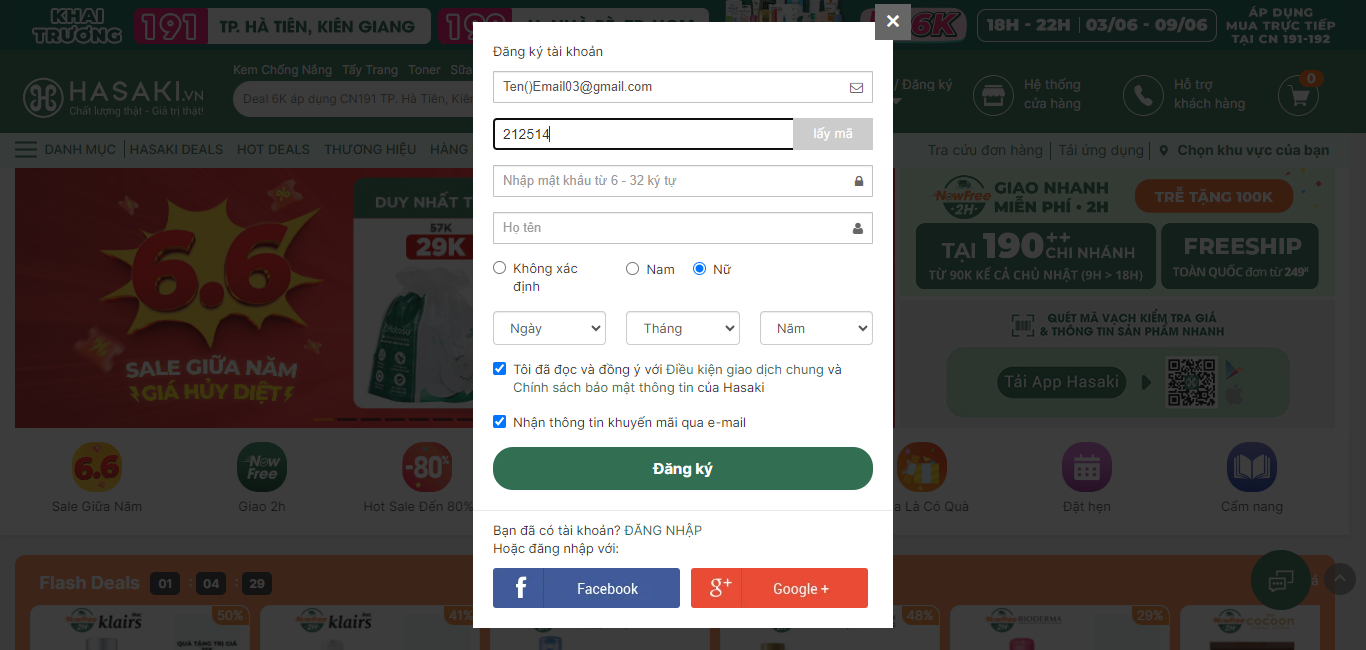 KHAI
TRƯƠNG
191
TP. HÀ TIÊN, KIÊN GIANG
6K
18H - 22H | 03/06 - 09/06
ÁP DỤNG
MUA TRỰC TIẾP
TẠI CN 191-192
×
Đăng ký tài khoản
Kem Chống Nắng
Tẩy Trang
Toner
Sữa
HASAKI.VN
Chất lượng thật - Giá trị thật!
Deal 6K áp dụng CN191 TP. Hà Tiên, Kiên
/ Đăng ký
Hệ thống
cửa hàng
Hỗ trợ
khách hàng
0
Ten()Email03@gmail.com
212514
lấy mã
DANH MỤC
HASAKI DEALS
HOT DEALS
THƯƠNG HIỆU
HÀNG
Tra cứu đơn hàng
Tải ứng dụng
Chọn khu vực của bạn
Nhập mật khẩu từ 6 - 32 ký tự
Họ tên
Không xác
định
Nam
Nữ
Ngày
Tháng
Năm
Tôi đã đọc và đồng ý với Điều kiện giao dịch chung và
Chính sách bảo mật thông tin của Hasaki
Nhận thông tin khuyến mãi qua e-mail
Đăng ký
Bạn đã có tài khoản? ĐĂNG NHẬP
Hoặc đăng nhập với:
Facebook
Google +
6.6
SALE GIỮA NĂM
GIÁ HỦY DIỆT
DUY NHẤT
57K
29K
NowFree
2H
GIAO NHANH
MIỄN PHÍ • 2H
TRỄ TẶNG 100K
TẠI 190++ CHI NHÁNH
TỪ 90K KỂ CẢ CHỦ NHẬT (9H > 18H)
FREESHIP
TOÀN QUỐC đơn từ 249K
QUÉT MÃ VẠCH KIỂM TRA GIÁ
& THÔNG TIN SẢN PHẨM NHANH
Tải App Hasaki
6.6
Sale Giữa Năm
Now
Free
Giao 2h
-80%
Hot Sale Đến 80%
Là Có Quà
Đặt hẹn
Cẩm nang
Flash Deals
01 : 04 : 29
klairs
50%
QUÀ TẶNG TRỊ GIÁ
klairs
41%
48%
BIODERMA
29%
cocoon